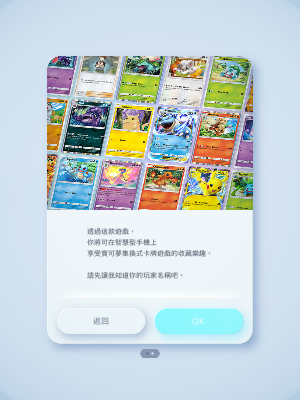 透過這款遊戲，
你將可在智慧型手機上
享受寶可夢集換式卡牌遊戲的收藏樂趣。
請先讓我知道你的玩家名稱吧。
返回
OK